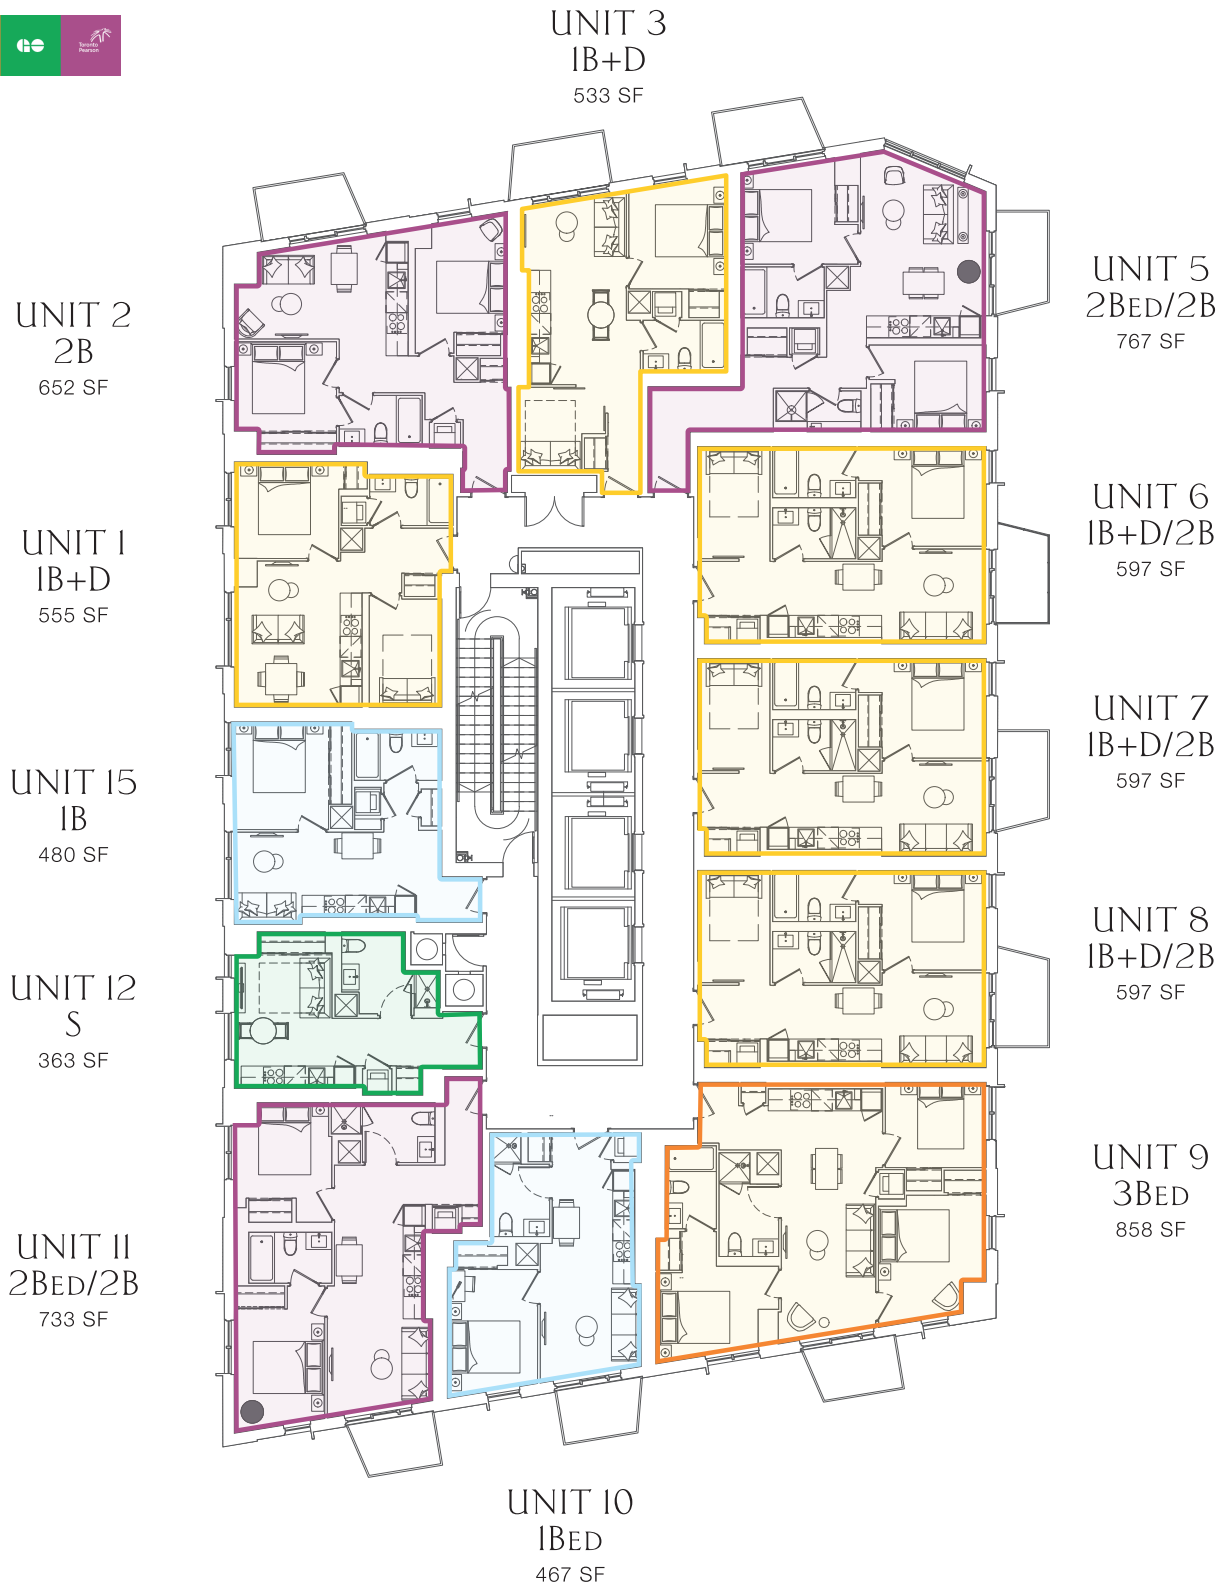 GO
Toronto
Pearson
UNIT 3
1B+D
533 SF
UNIT 2
2B
652 SF
UNIT 5
2BED/2B
767 SF
UNIT 1
1B+D
555 SF
UNIT 6
1B+D/2B
597 SF
UNIT 15
1B
480 SF
UNIT 7
1B+D/2B
597 SF
UNIT 12
S
363 SF
UNIT 8
1B+D/2B
597 SF
UNIT 11
2BED/2B
733 SF
UNIT 9
3BED
858 SF
UNIT 10
1BED
467 SF